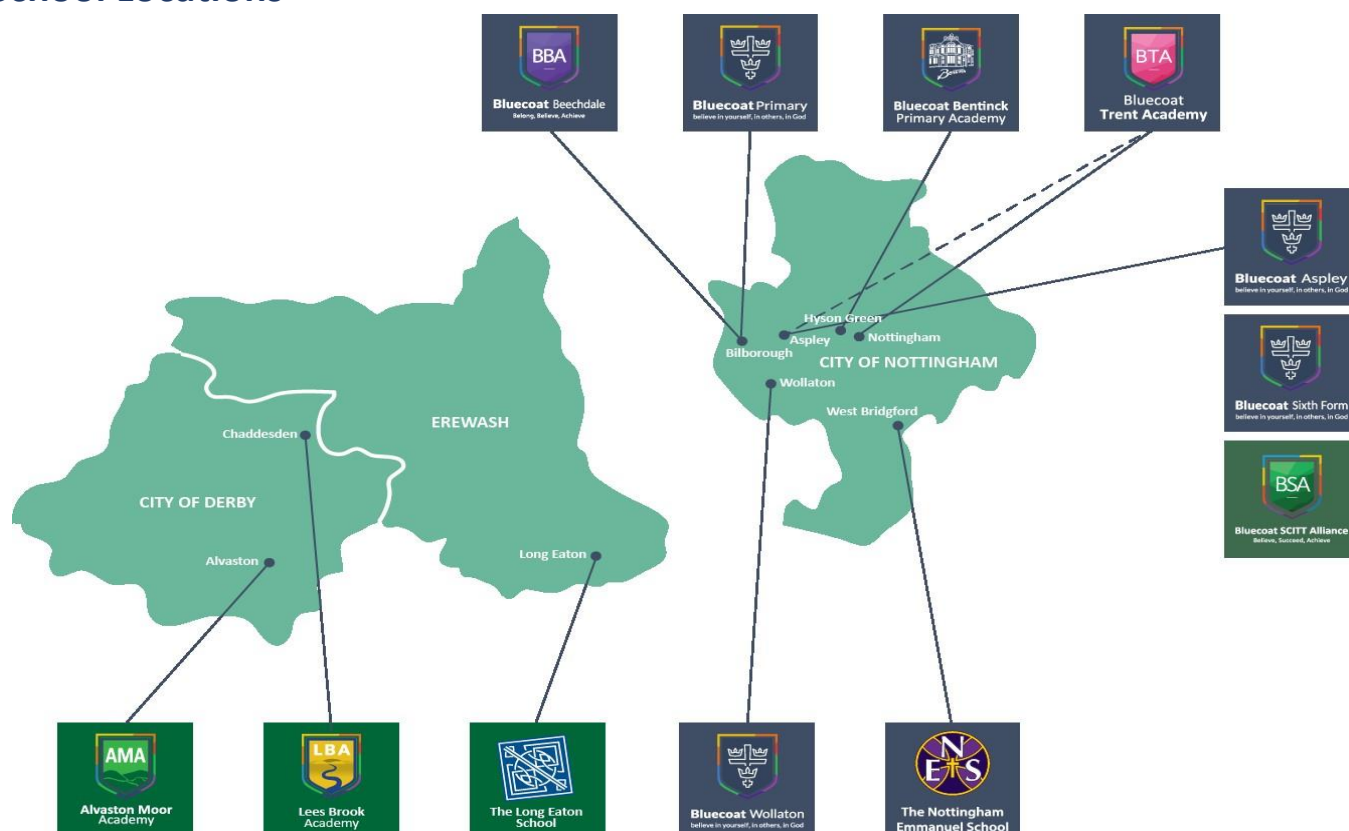 School Locations
BBA
Bluecoat Beechdale
Belong, Believe, Achieve
Bluecoat Primary
believe in yourself, in others, in God
Bluecoat Bentinck
Primary Academy
BTA
Bluecoat
Trent Academy
Bluecoat Aspley
believe in yourself, in others, in God
Bluecoat Sixth Form
believe in yourself, in others, in God
BSA
Bluecoat SCITT Alliance
Believe, Succeed, Achieve
Hyson Green
Bilborough
Aspley
Nottingham
CITY OF NOTTINGHAM
Wollaton
West Bridgford
EREWASH
Chaddesden
CITY OF DERBY
Alvaston
Long Eaton
AMA
Alvaston Moor
Academy
LBA
Lees Brook
Academy
The Long Eaton
School
Bluecoat Wollaton
believe in yourself, in others, in God
N
E S
The Nottingham
Emmanuel School